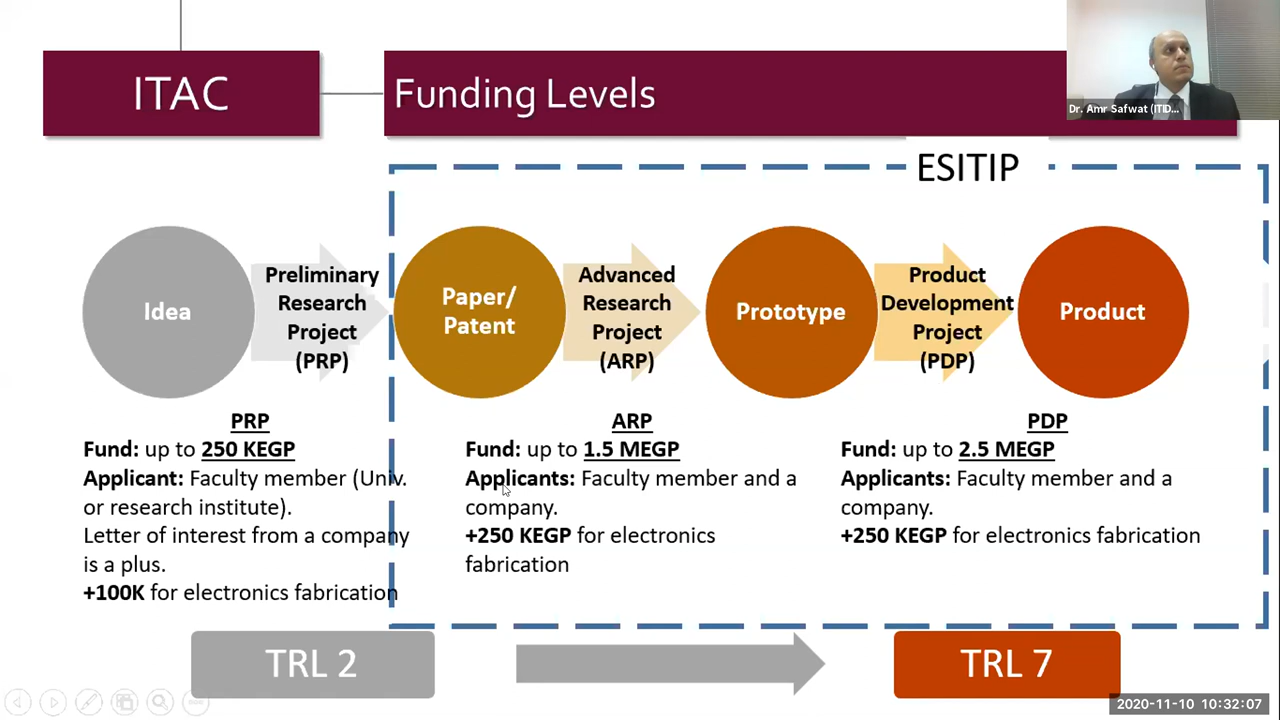 ITAC
Funding Levels
Dr. Amr Safwat (ITID...
ESITIP
Idea
Preliminary
Research
Project
(PRP)
Paper/
Patent
Advanced
Research
Project
(ARP)
Prototype
Product
Development
Project
(PDP)
Product
PRP
Fund: up to 250 KEGP
Applicant: Faculty member (Univ.
or research institute).
Letter of interest from a company
is a plus.
+100K for electronics fabrication
ARP
Fund: up to 1.5 MEGP
Applicants: Faculty member and a
company.
+250 KEGP for electronics
fabrication
PDP
Fund: up to 2.5 MEGP
Applicants: Faculty member and a
company.
+250 KEGP for electronics fabrication
TRL 2
TRL 7
2020-11-10 10:32:07